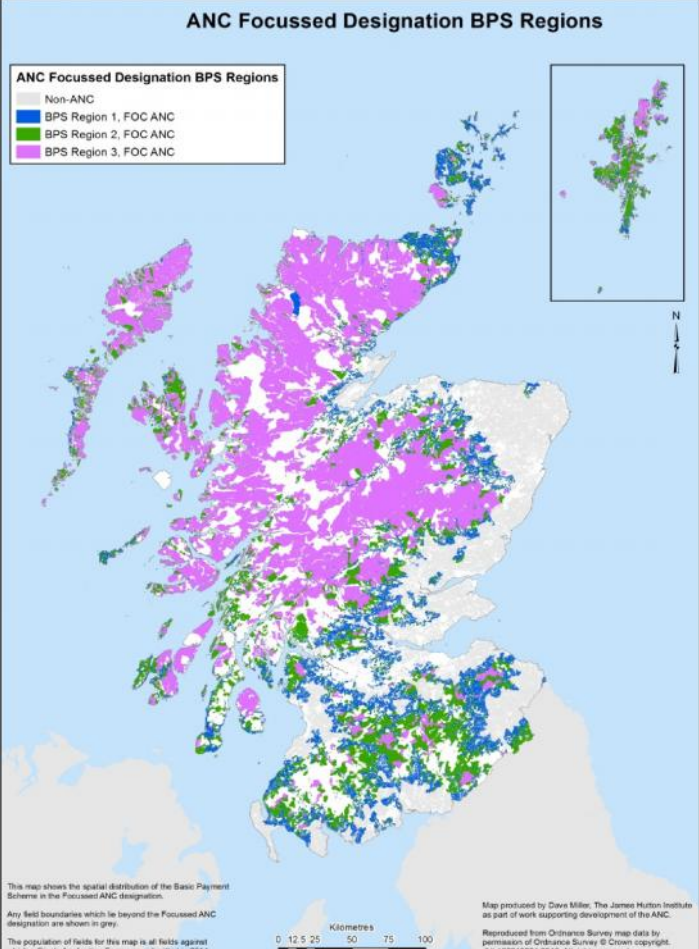 ANC Focussed Designation BPS Regions
ANC Focussed Designation BPS Regions
Non-ANC
BPS Region 1, FOC ANC
BPS Region 2, FOC ANC
BPS Region 3, FOC ANC
N
This map shows the spatial distribution of the Basic Payment
Scheme in the Focussed ANC designation.
Any field boundaries which lie beyond the Focussed ANC
designation are shown in grey.
The population of fields for this map is all fields against
Kilometres
0 12.5 25 50 75 100
Map produced by Dave Miller, The James Hutton Institute
as part of work supporting development of the ANC.
Reproduced from Ordnance Survey map data by
permission of Ordnance Survey © Crown copyright.